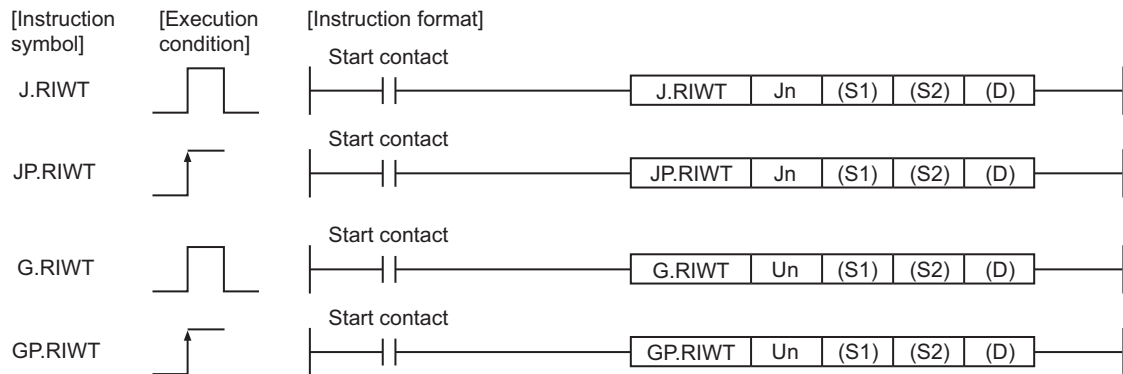 [Instruction symbol] [Execution condition] [Instruction format]
Start contact
J.RIWT J.RIWT Jn (S1) (S2) (D)
Start contact
JP.RIWT JP.RIWT Jn (S1) (S2) (D)
Start contact
G.RIWT G.RIWT Un (S1) (S2) (D)
Start contact
GP.RIWT GP.RIWT Un (S1) (S2) (D)